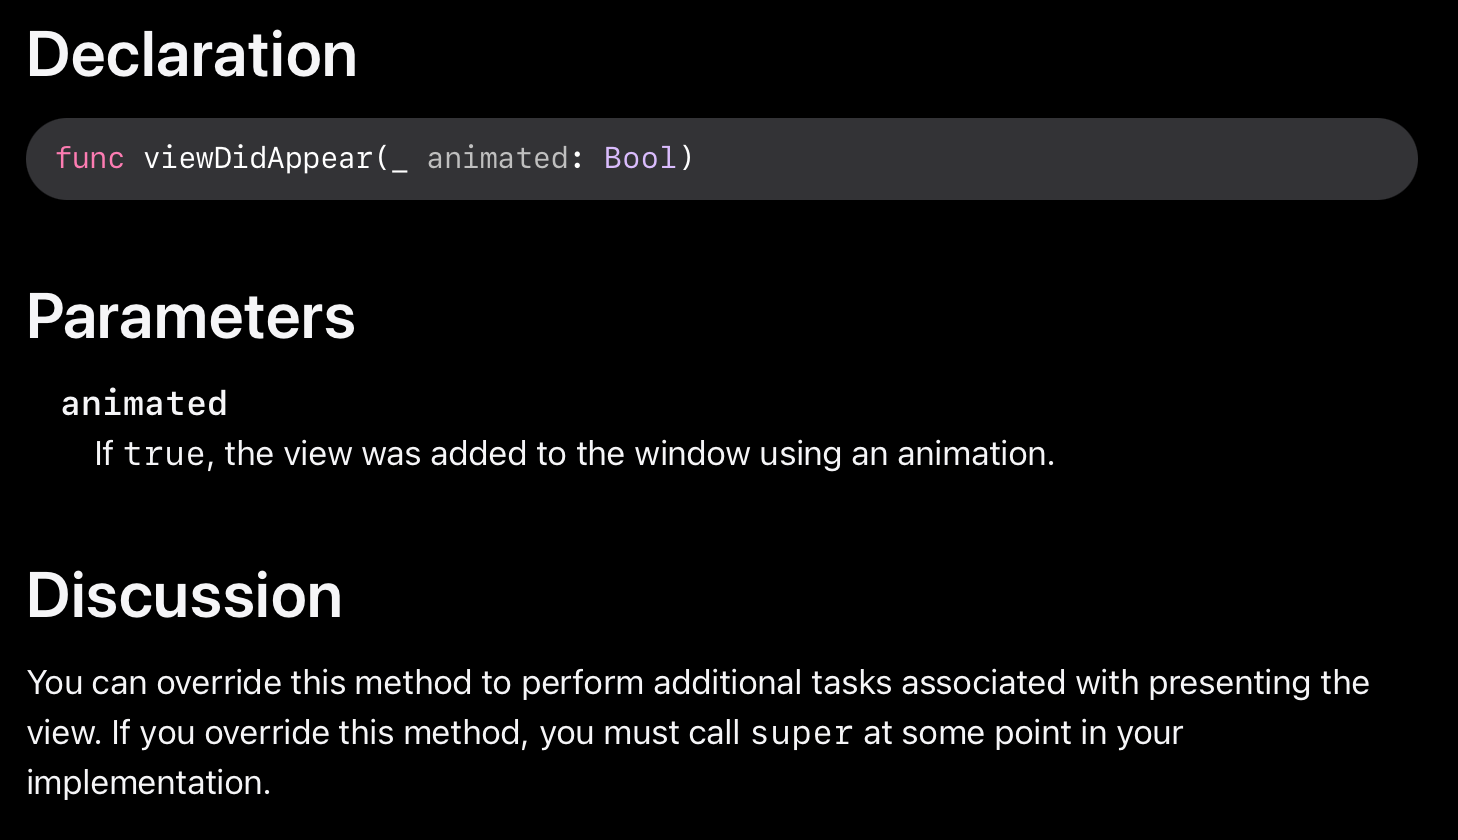 Declaration
func viewDidAppear(_ animated: Bool)
Parameters
animated
If true, the view was added to the window using an animation.
Discussion
You can override this method to perform additional tasks associated with presenting the
view. If you override this method, you must call super at some point in your
implementation.